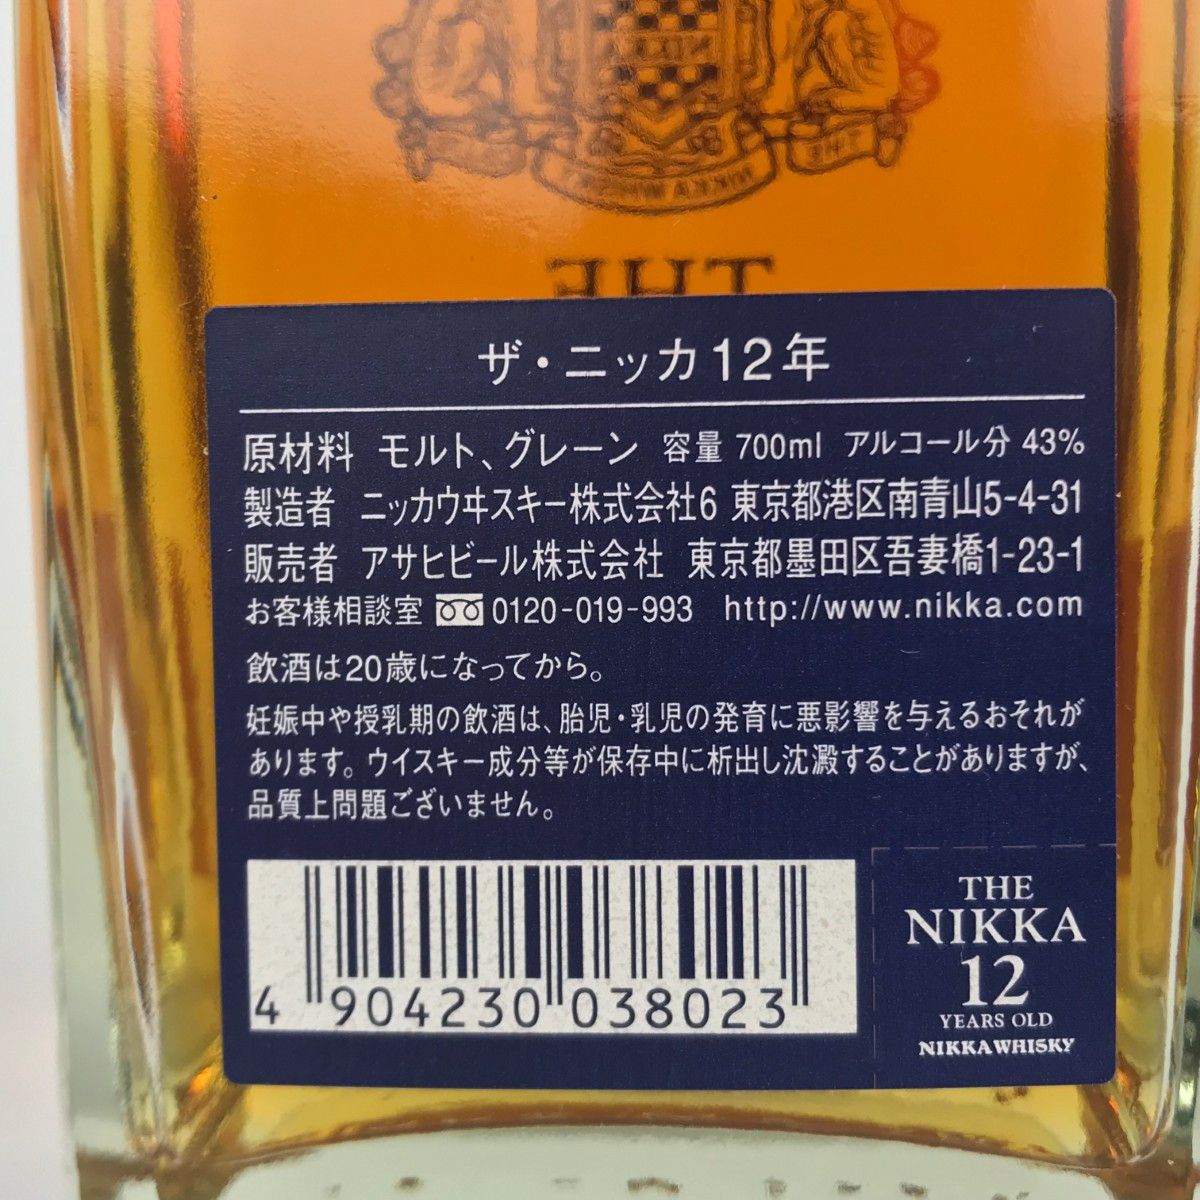 THE
ザ・ニッカ12年
原材料 モルト、グレーン 容量 700ml アルコール分 43%
製造者 ニッカウヰスキー株式会社6 東京都港区南青山5-4-31
販売者 アサヒビール株式会社 東京都墨田区吾妻橋1-23-1
お客様相談室 0120-019-993 http://www.nikka.com
飲酒は20歳になってから。
妊娠中や授乳期の飲酒は、胎児・乳児の発育に悪影響を与えるおそれが
あります。ウイスキー成分等が保存中に析出し沈澱することがありますが、
品質上問題ございません。
4 904230 038023
THE
NIKKA
12
YEARS OLD
NIKKA WHISKY